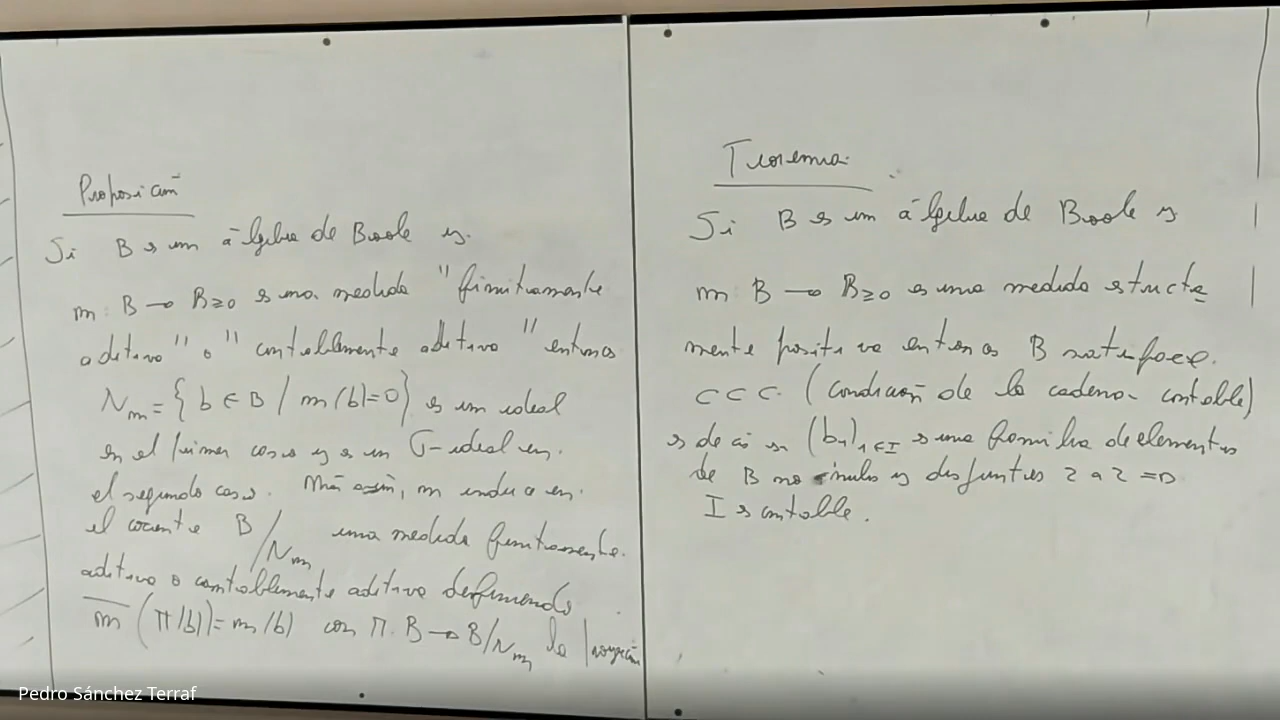 Proposición
Si B es un álgebra de Boole y
m: B → R≥0 es una medida "finitamente
aditiva" o "contablemente aditiva" entonces
N_m = {b ∈ B / m(b)=0} es un ideal
en el primer caso y es un σ-ideal en
el segundo caso. Más aún, m induce en
el cociente B/N_m una medida finitamente
aditiva o contablemente aditiva definiendo
m̄(π(b)) = m(b) con π: B → B/N_m la proyección
Teorema
Si B es un álgebra de Boole y
m: B → R≥0 es una medida estricta
mente positiva entonces B satisface
CCC (condición de la cadena contable)
es decir si (b_i)_{i∈I} es una familia de elementos
de B no nulos y disjuntos 2 a 2 ⇒
I es contable.
Pedro Sánchez Terraf